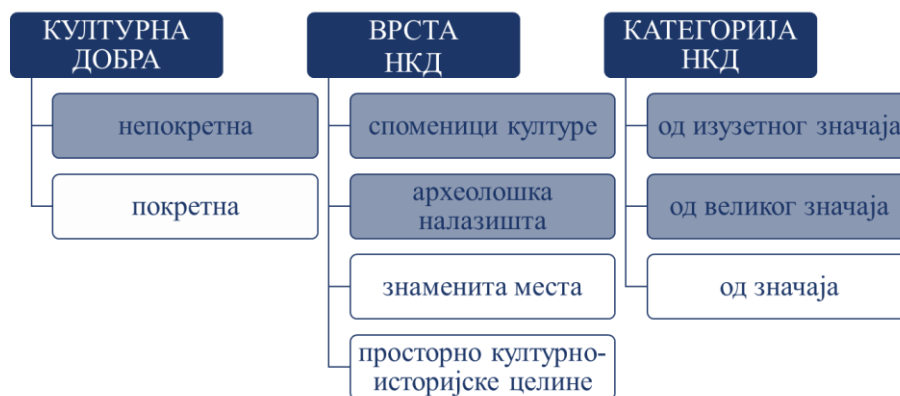 КУЛТУРНА
ДОБРА
непокретна
покретна
ВРСТА
НКД
споменици културе
археолошка
налазишта
знаменита места
просторно културно-
историјске целине
КАТЕГОРИЈА
НКД
од изузетног значаја
од великог значаја
од значаја